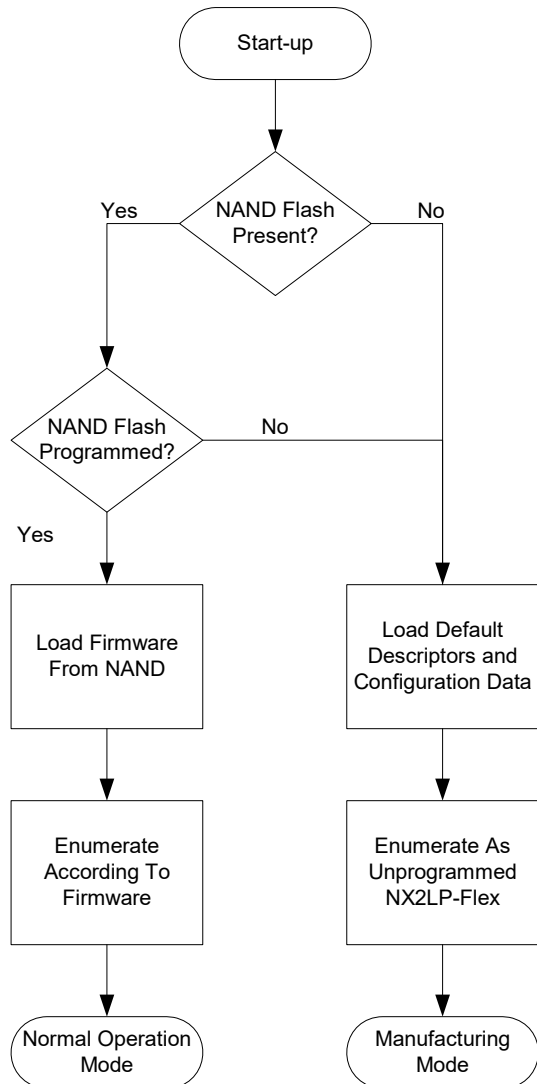 Start-up
Yes
NAND Flash
Present?
No
NAND Flash
Programmed?
No
Yes
Load Firmware
From NAND
Load Default
Descriptors and
Configuration Data
Enumerate
According To
Firmware
Enumerate As
Unprogrammed
NX2LP-Flex
Normal Operation
Mode
Manufacturing
Mode